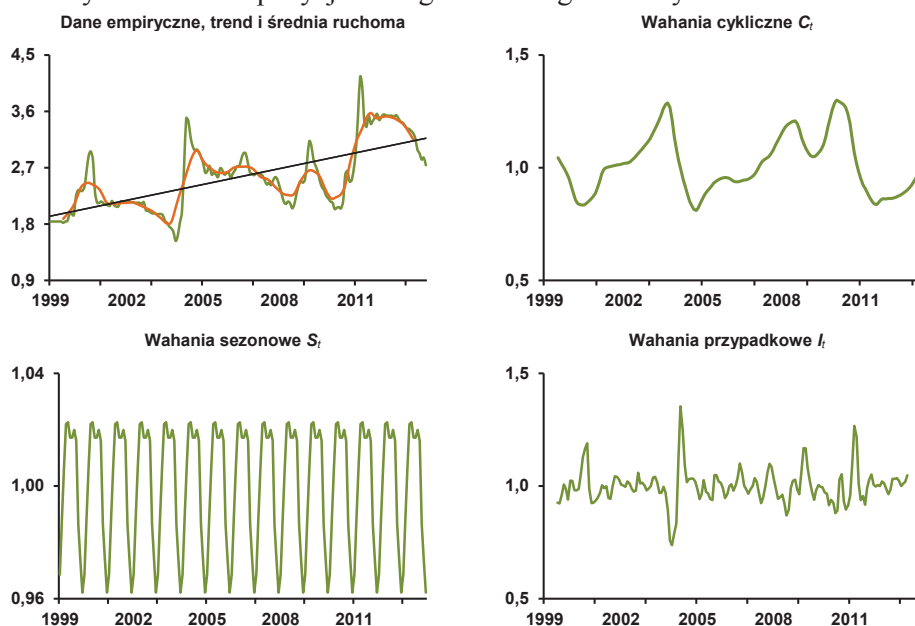 Dane empiryczne, trend i średnia ruchoma
4,5
3,6
2,7
1,8
0,9
1999 2002 2005 2008 2011
Wahania cykliczne Ct
1,5
1,0
0,5
1999 2002 2005 2008 2011
Wahania sezonowe St
1,04
1,00
0,96
1999 2002 2005 2008 2011
Wahania przypadkowe It
1,5
1,0
0,5
1999 2002 2005 2008 2011